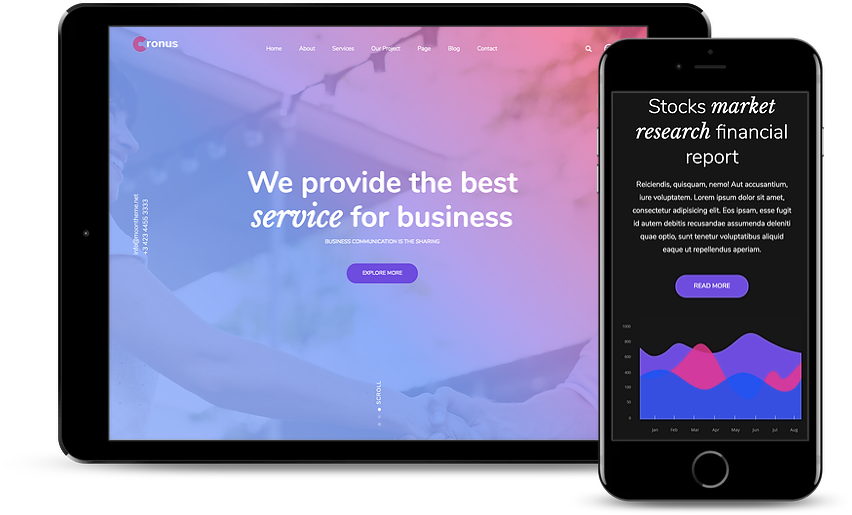 Cronus
Home About Services Our Project Page Blog Contact
We provide the best
service for business
BUSINESS COMMUNICATION IS THE SHARING
EXPLORE MORE
info@moontheme.net
+3 423 4455 3333
SCROLL
Stocks market
research financial
report
Reiciendis, quisquam, nemo! Aut accusantium,
iure voluptatem. Lorem ipsum dolor sit amet,
consectetur adipisicing elit. Eos ipsam, esse fugit
id autem debitis recusandae assumenda deleniti
quae optio, sunt tenetur voluptatibus aliquid
eaque ut repellendus aperiam.
READ MORE
1000
800
600
400
100
50
0
Jan Feb Mar Apr May Jun Jul Aug